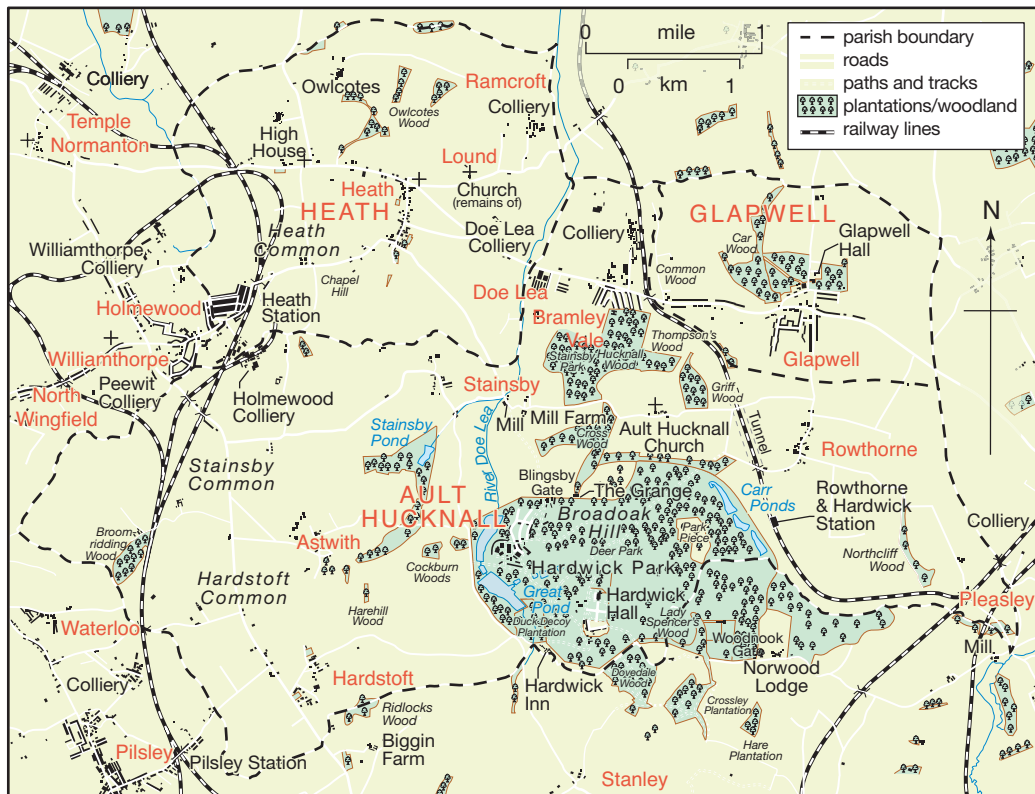 0
mile
1
0
km
1
parish boundary
roads
paths and tracks
plantations/woodland
railway lines
N
Colliery
Owlcotes
Ramcroft
Colliery
Owlcotes
Wood
Temple
Normanton
High
House
Lound
Heath
HEATH
Church
(remains of)
GLAPWELL
Glapwell
Hall
Car
Wood
Heath
Common
Doe Lea
Colliery
Colliery
Williamthorpe
Colliery
Chapel
Hill
Common
Wood
Heath
Station
Holmewood
Doe Lea
Bramley
Vale
Thompson's
Wood
Williamthorpe
Stainsby
Park
Hucknall
Wood
Glapwell
Peewit
Colliery
North
Wingfield
Holmewood
Colliery
Stainsby
Griff
Wood
Mill
Mill Farm
Stainsby
Pond
River Doe Lea
Cross
Wood
Ault Hucknall
Church
Tunnel
Rowthorne
Stainsby
Common
Blingsby
Gate
The Grange
Carr
Ponds
Rowthorne
& Hardwick
Station
AULT
HUCKNALL
Broadoak
Hill
Park
Piece
Deer Park
Colliery
Broom-
ridding
Wood
Astwith
Cockburn
Woods
Northcliff
Wood
Hardwick Park
Hardstoft
Common
Harehill
Wood
Great
Pond
Hardwick
Hall
Pleasley
Duck Decoy
Plantation
Lady
Spencer's
Wood
Waterloo
Woodnook
Gate
Mill
Norwood
Lodge
Colliery
Hardstoft
Hardwick
Inn
Dovedale
Wood
Ridlocks
Wood
Crossley
Plantation
Biggin
Farm
Hare
Plantation
Pilsley
Pilsley Station
Stanley